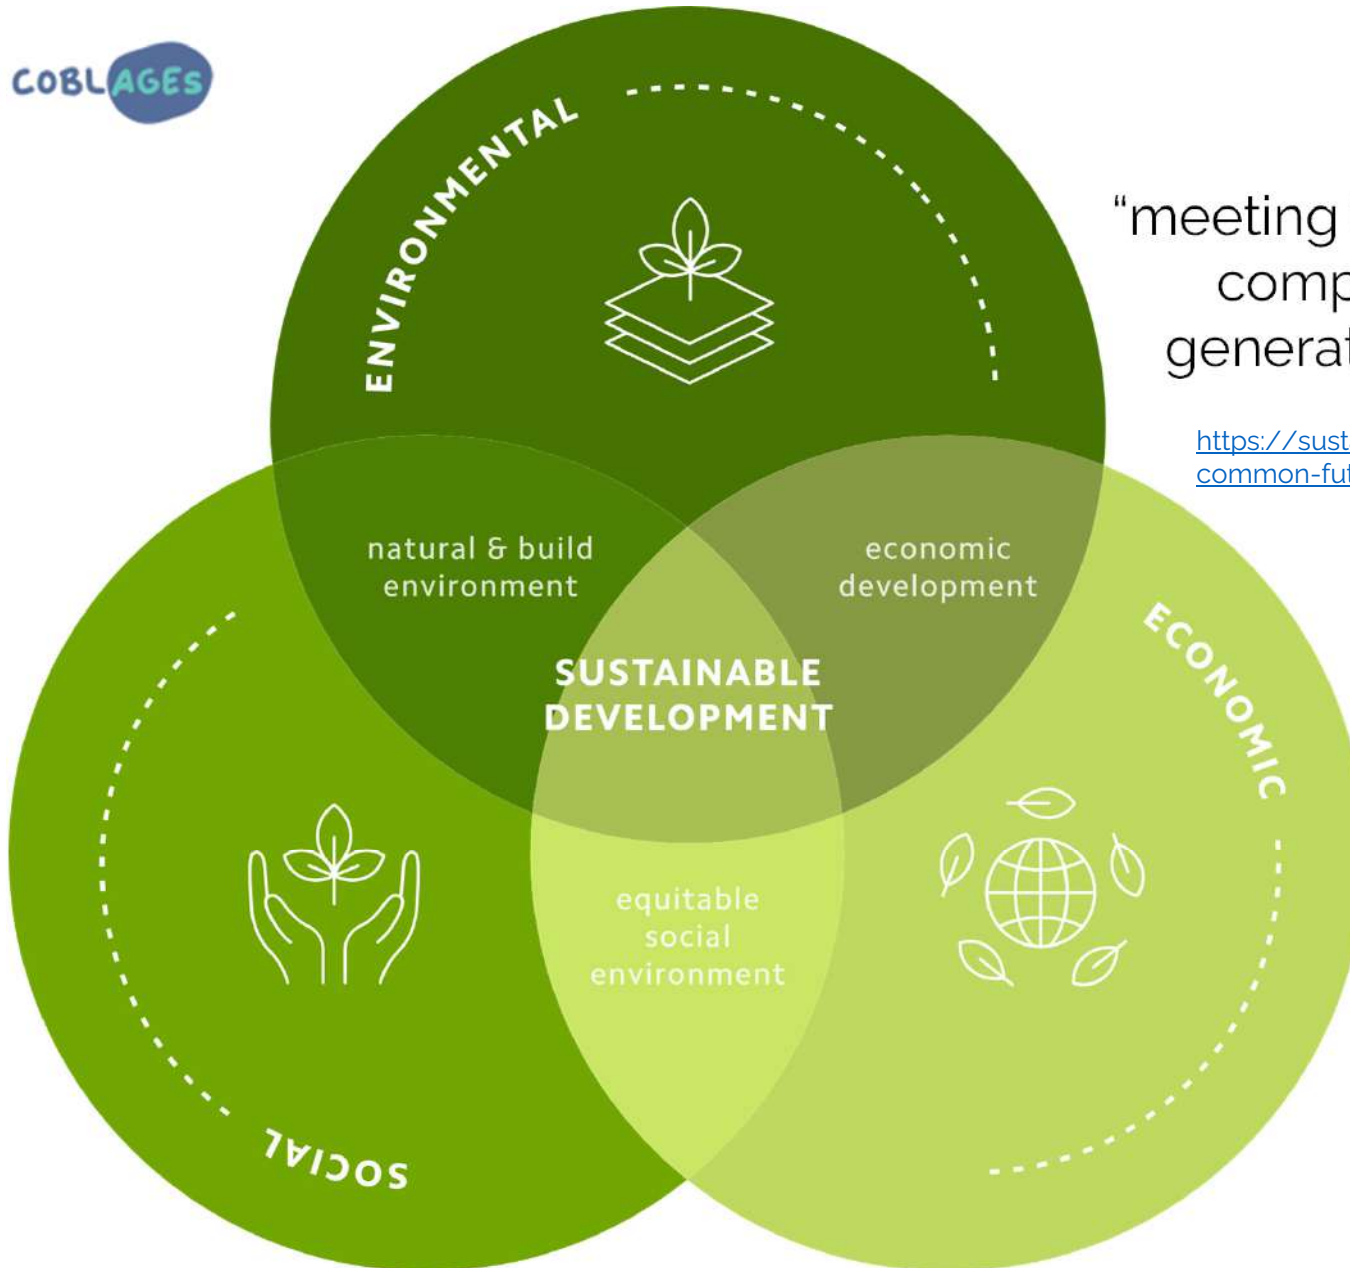 COBLAGES
ENVIRONMENTAL
“meeting
comp
generat
https://sust
common-fut
natural & build
environment
economic
development
ECONOMIC
SUSTAINABLE
DEVELOPMENT
equitable
social
environment
SOCIAL